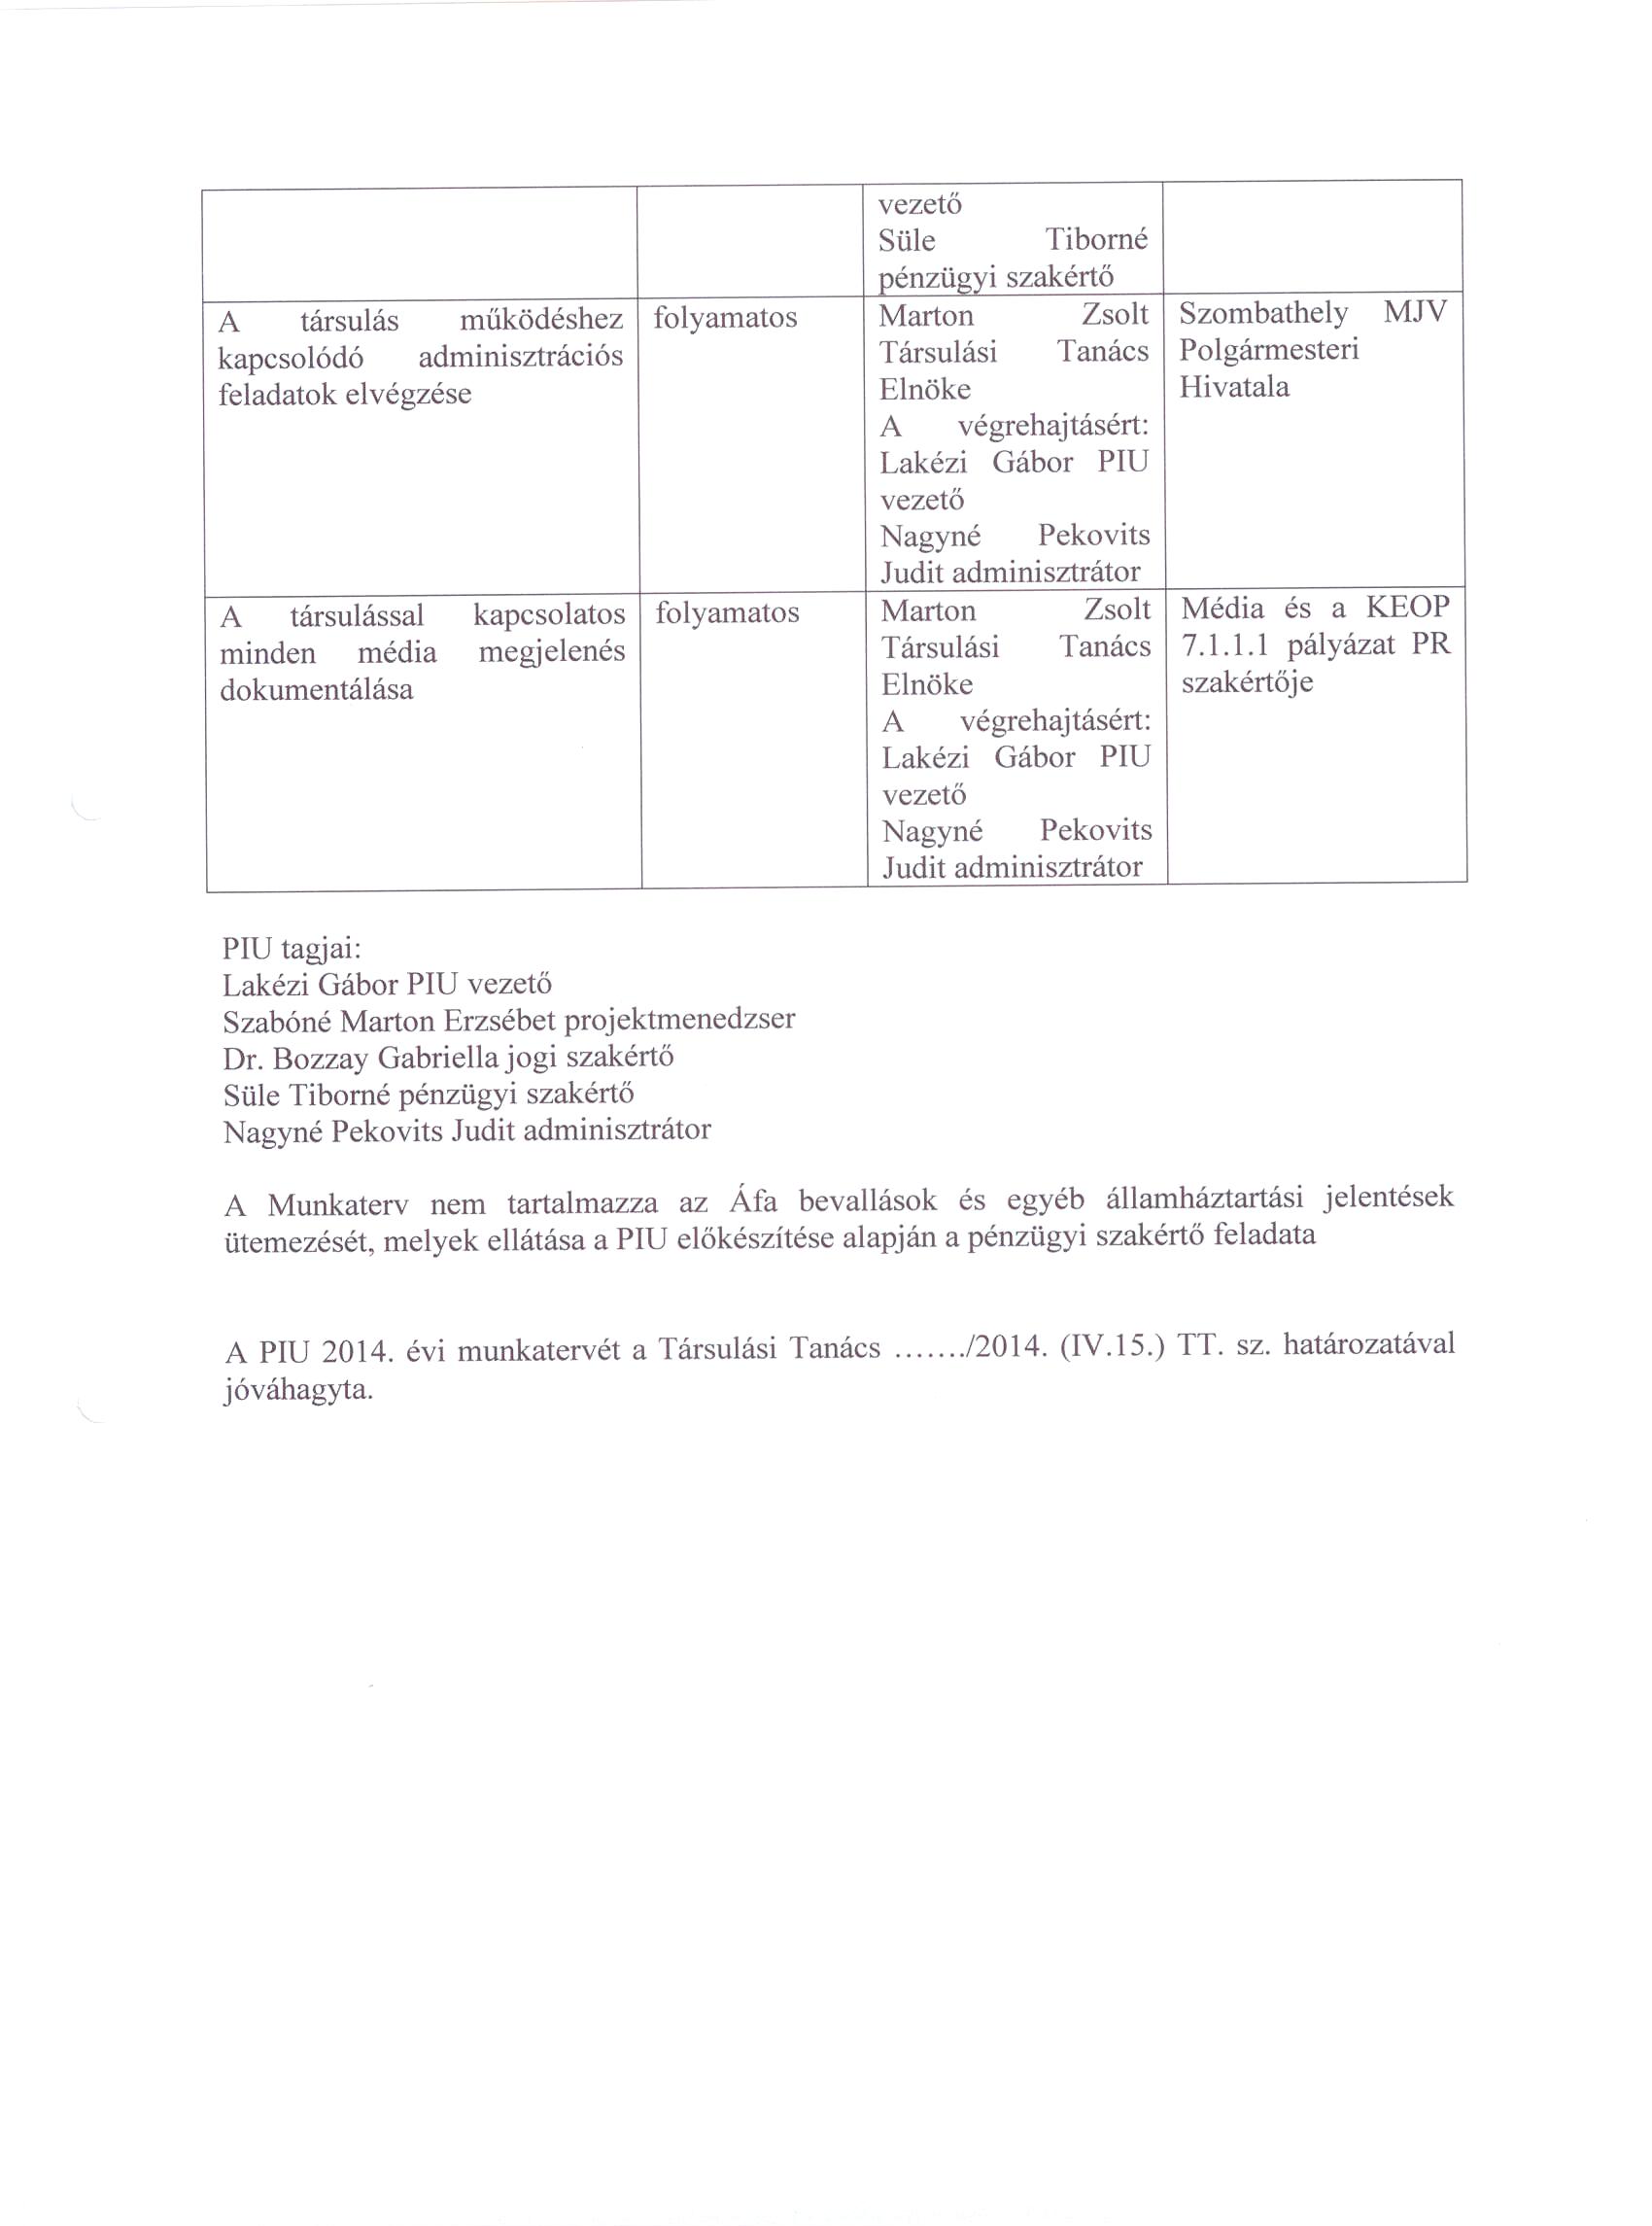 vezető
Süle Tiborné
pénzügyi szakértő
A társulás működéshez
kapcsolódó adminisztrációs
feladatok elvégzése
folyamatos
Marton Zsolt
Társulási Tanács
Elnöke
A végrehajtásért:
Lakézi Gábor PIU
vezető
Nagyné Pekovits
Judit adminisztrátor
Szombathely MJV
Polgármesteri
Hivatala
A társulással kapcsolatos
minden média megjelenés
dokumentálása
folyamatos
Marton Zsolt
Társulási Tanács
Elnöke
A végrehajtásért:
Lakézi Gábor PIU
vezető
Nagyné Pekovits
Judit adminisztrátor
Média és a KEOP
7.1.1.1 pályázat PR
szakértője
PIU tagjai:
Lakézi Gábor PIU vezető
Szabóné Marton Erzsébet projektmenedzser
Dr. Bozzay Gabriella jogi szakértő
Süle Tiborné pénzügyi szakértő
Nagyné Pekovits Judit adminisztrátor
A Munkaterv nem tartalmazza az Áfa bevallások és egyéb államháztartási jelentések
ütemezését, melyek ellátása a PIU előkészítése alapján a pénzügyi szakértő feladata
A PIU 2014. évi munkatervét a Társulási Tanács ......./2014. (IV.15.) TT. sz. határozatával
jóváhagyta.